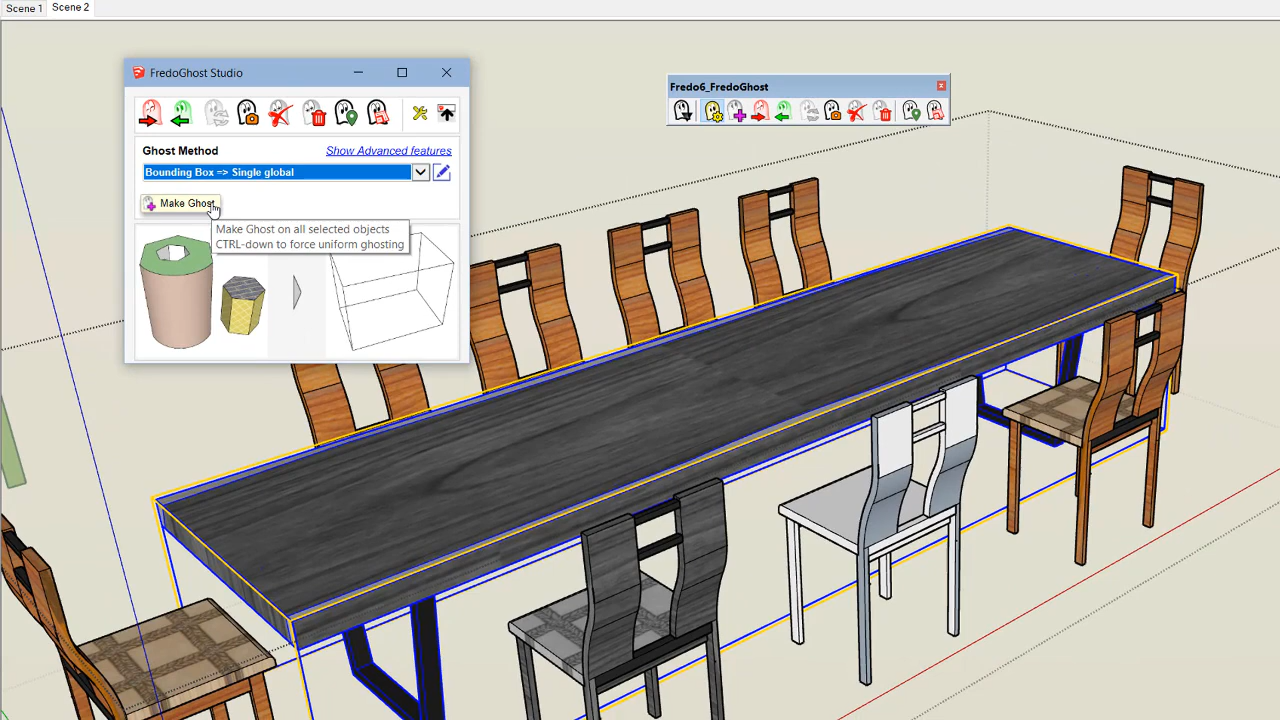 Scene 1
Scene 2
FredoGhost Studio
Fredo6_FredoGhost
Ghost Method
Show Advanced features
Bounding Box => Single global
Make Ghost
Make Ghost on all selected objects
CTRL-down to force uniform ghosting